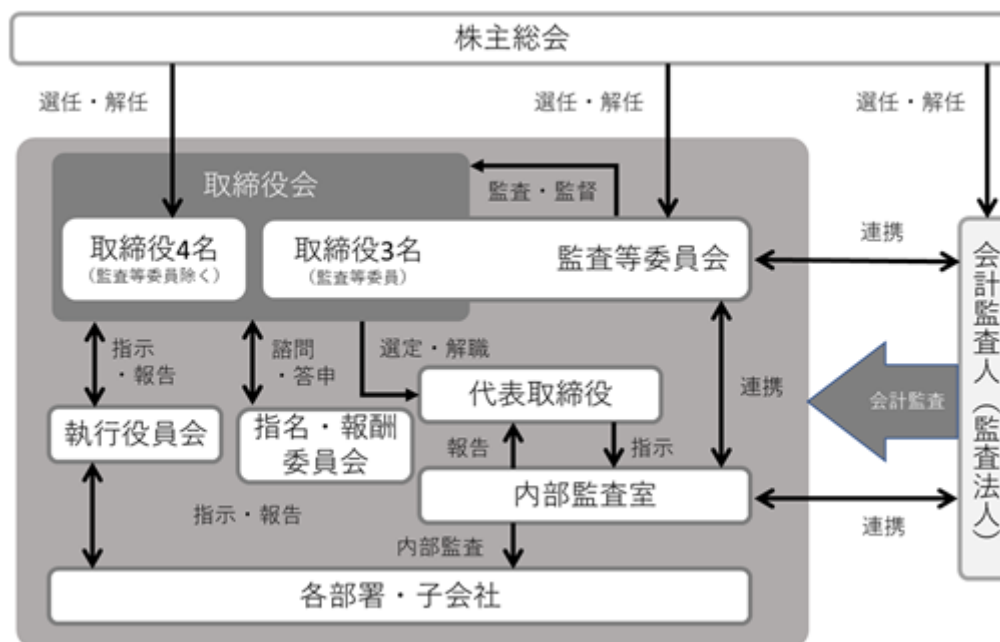 株主総会
選任・解任
選任・解任
選任・解任
取締役会
監査・監督
取締役4名
（監査等委員除く）
取締役3名
（監査等委員）
監査等委員会
連携
会計監査人（監査法人）
指示
・報告
諮問
・答申
選定・解職
代表取締役
連携
会計監査
執行役員会
指名・報酬
委員会
報告
指示
内部監査室
連携
指示・報告
内部監査
各部署・子会社